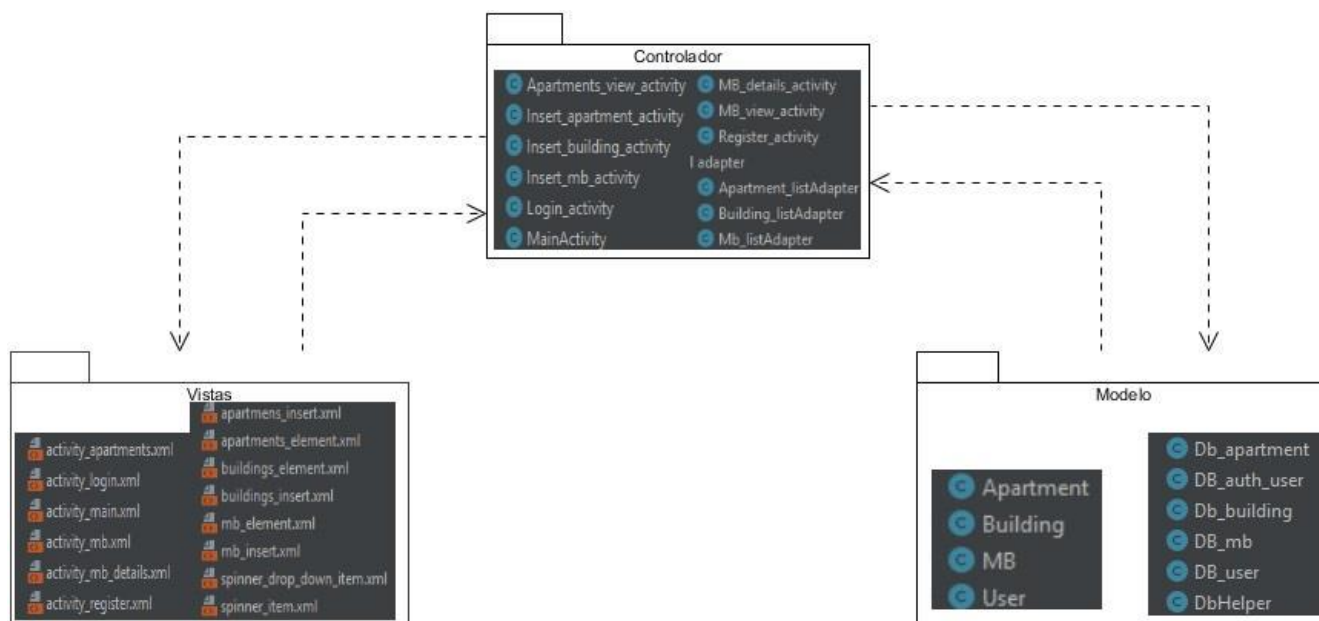 Controlador
Apartments_view_activity
Insert_apartment_activity
Insert_building_activity
Insert_mb_activity
Login_activity
MainActivity
MB_details_activity
MB_view_activity
Register_activity
l adapter
Apartment_listAdapter
Building_listAdapter
Mb_listAdapter
Vistas
activity_apartments.xml
activity_login.xml
activity_main.xml
activity_mb.xml
activity_mb_details.xml
activity_register.xml
apartmens_insert.xml
apartments_element.xml
buildings_element.xml
buildings_insert.xml
mb_element.xml
mb_insert.xml
spinner_drop_down_item.xml
spinner_item.xml
Modelo
Apartment
Building
MB
User
Db_apartment
DB_auth_user
Db_building
DB_mb
DB_user
DbHelper